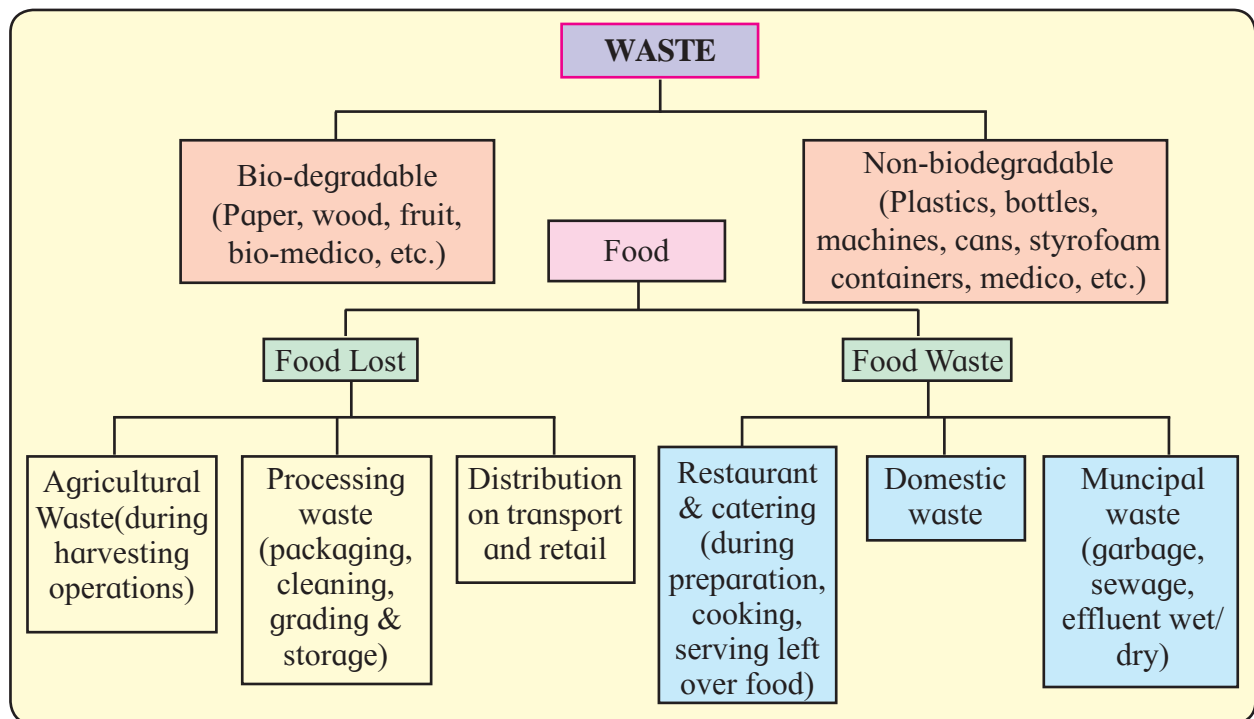 WASTE
Bio-degradable
(Paper, wood, fruit,
bio-medico, etc.)
Non-biodegradable
(Plastics, bottles,
machines, cans, styrofoam
containers, medico, etc.)
Food
Food Lost
Food Waste
Agricultural
Waste(during
harvesting
operations)
Processing
waste
(packaging,
cleaning,
grading &
storage)
Distribution
on transport
and retail
Restaurant
& catering
(during
preparation,
cooking,
serving left
over food)
Domestic
waste
Muncipal
waste
(garbage,
sewage,
effluent wet/
dry)